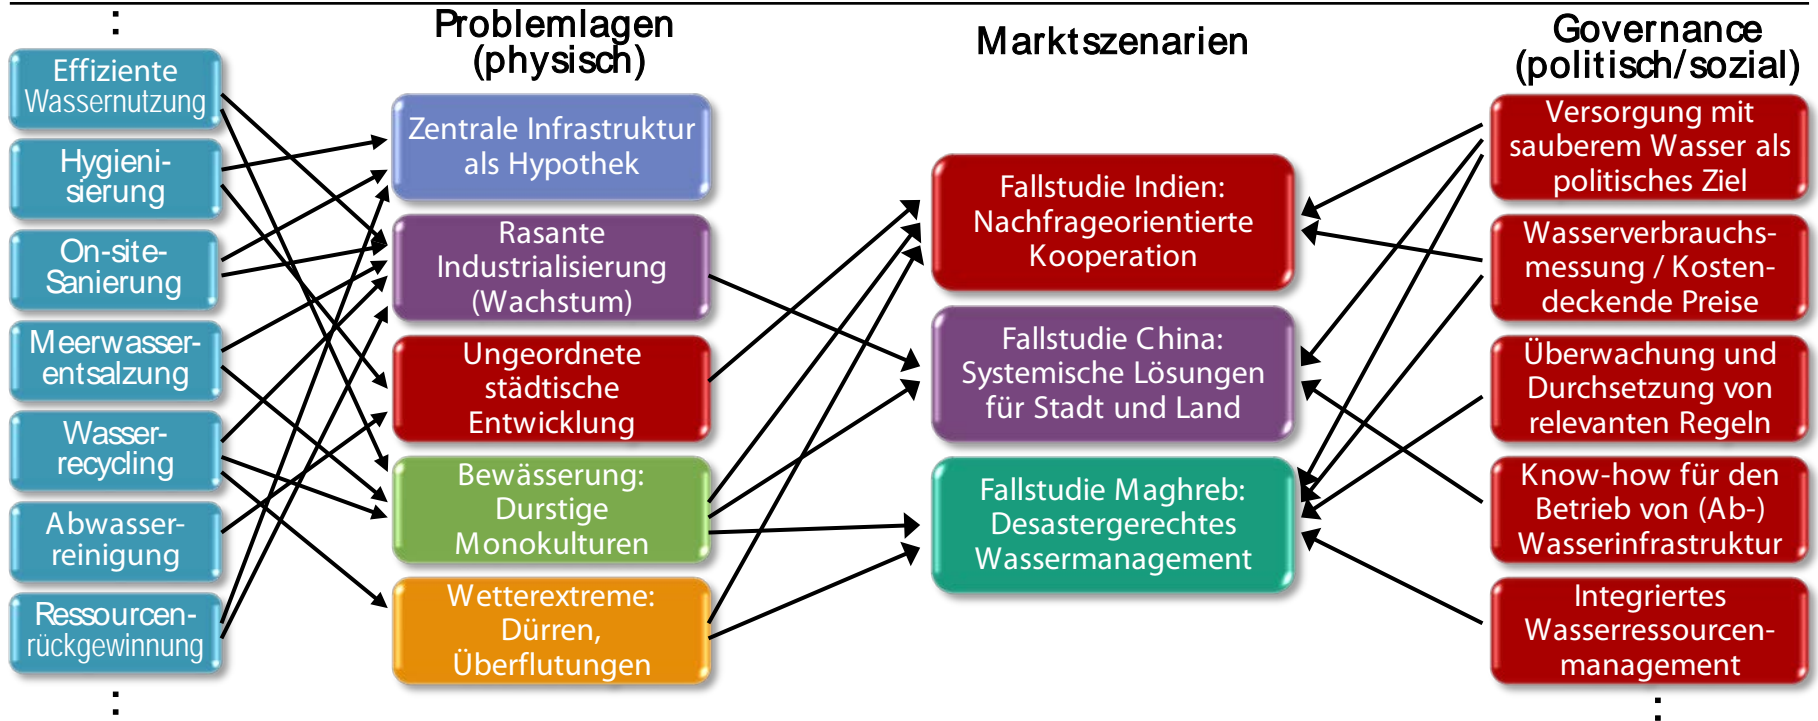 Problemlagen
(physisch)
Marktszenarien
Governance
(politisch/sozial)
Effiziente
Wassernutzung
Hygieni-
sierung
On-site-
Sanierung
Meerwasser-
entsalzung
Wasser-
recycling
Abwasser-
reinigung
Ressourcen-
rückgewinnung
Zentrale Infrastruktur
als Hypothek
Rasante
Industrialisierung
(Wachstum)
Ungeordnete
städtische
Entwicklung
Bewässerung:
Durstige
Monokulturen
Wetterextreme:
Dürren,
Überflutungen
Fallstudie Indien:
Nachfrageorientierte
Kooperation
Fallstudie China:
Systemische Lösungen
für Stadt und Land
Fallstudie Maghreb:
Desastergerechtes
Wassermanagement
Versorgung mit
sauberem Wasser als
politisches Ziel
Wasserverbrauchs-
messung / Kosten-
deckende Preise
Überwachung und
Durchsetzung von
relevanten Regeln
Know-how für den
Betrieb von (Ab-)
Wasserinfrastruktur
Integriertes
Wasserressourcen-
management